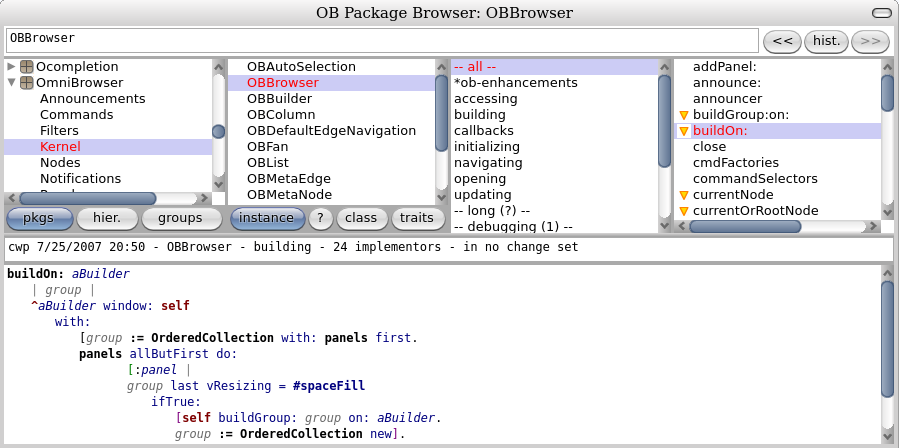 OB Package Browser: OBBrowser
OBBrowser
<< hist. >>
Ocompletion
OmniBrowser
Announcements
Commands
Filters
Kernel
Nodes
Notifications
OBAutoSelection
OBBrowser
OBBuilder
OBColumn
OBDefaultEdgeNavigation
OBFan
OBList
OBMetaEdge
OBMetaNode
-- all --
*ob-enhancements
accessing
building
callbacks
initializing
navigating
opening
updating
-- long (?) --
-- debugging (1) --
addPanel:
announce:
announcer
buildGroup:on:
buildOn:
close
cmdFactories
commandSelectors
currentNode
currentOrRootNode
pkgs hier. groups instance ? class traits
cwp 7/25/2007 20:50 - OBBrowser - building - 24 implementors - in no change set
buildOn: aBuilder
| group |
^aBuilder window: self
with:
[group := OrderedCollection with: panels first.
panels allButFirst do:
[:panel |
group last vResizing = #spaceFill
ifTrue:
[self buildGroup: group on: aBuilder.
group := OrderedCollection new].